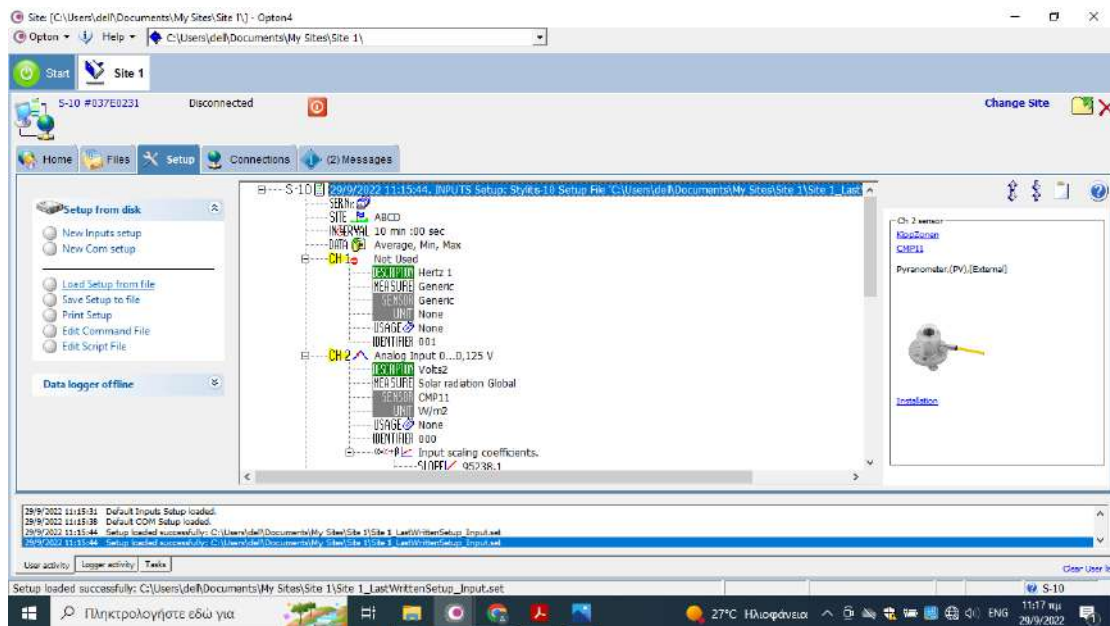 Site: [C:\Users\dell\Documents\My Sites\Site 1\] - Opton4
Opton Help C:\Users\dell\Documents\My Sites\Site 1\
Start Site 1
S-10 #037E0231 Disconnected Change Site
Home Files Setup Connections (2) Messages
Setup from disk
New Inputs setup
New Com setup
Load Setup from file
Save Setup to file
Print Setup
Edit Command File
Edit Script File
Data logger offline
S-10 29/9/2022 11:15:44. INPUTS Setup: Stylitis-10 Setup File 'C:\Users\dell\Documents\My Sites\Site 1\Site 1_Last
SER.Nr.
SITE ABCD
INTERVAL 10 min :00 sec
DATA Average, Min, Max
CH 1 Not Used
DESCRIPTION Hertz 1
MEASURE Generic
SENSOR Generic
UNIT None
USAGE None
IDENTIFIER 001
CH 2 Analog Input 0...0,125 V
DESCRIPTION Volts2
MEASURE Solar radiation Global
SENSOR CMP11
UNIT W/m2
USAGE None
IDENTIFIER 000
Input scaling coefficients.
SLOPE 95238.1
Ch 2 sensor
KippZonen
CMP11
Pyranometer,(PV),[External]
Installation
29/9/2022 11:15:31 Default Inputs Setup loaded.
29/9/2022 11:15:38 Default COM Setup loaded.
29/9/2022 11:15:44 Setup loaded successfully: C:\Users\dell\Documents\My Sites\Site 1\Site 1_LastWrittenSetup_Input.set
29/9/2022 11:15:44 Setup loaded successfully: C:\Users\dell\Documents\My Sites\Site 1\Site 1_LastWrittenSetup_Input.set
User activity Logger activity Tasks Clear User
Setup loaded successfully: C:\Users\dell\Documents\My Sites\Site 1\Site 1_LastWrittenSetup_Input.set S-10
Πληκτρολογήστε εδώ για 27°C Ηλιοφάνεια ENG 11:17 πμ
29/9/2022